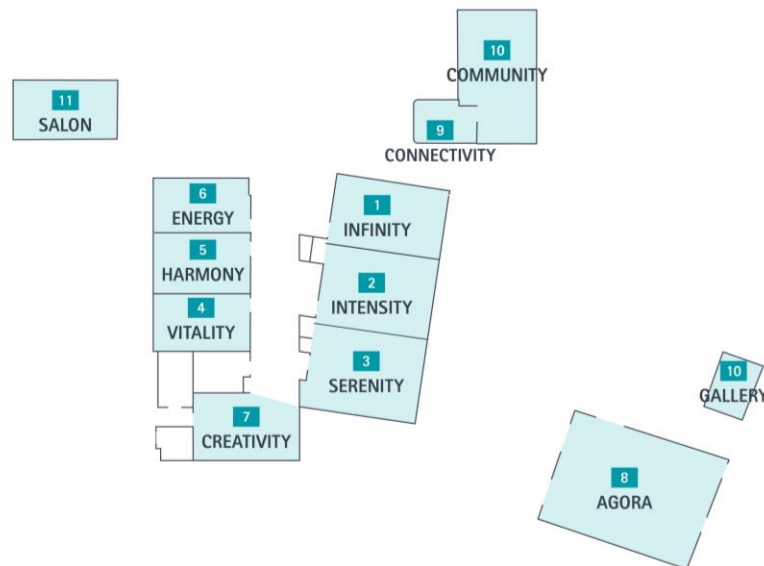 10
COMMUNITY
11
SALON
9
CONNECTIVITY
6
ENERGY
1
INFINITY
5
HARMONY
2
INTENSITY
4
VITALITY
3
SERENITY
10
GALLERY
7
CREATIVITY
8
AGORA